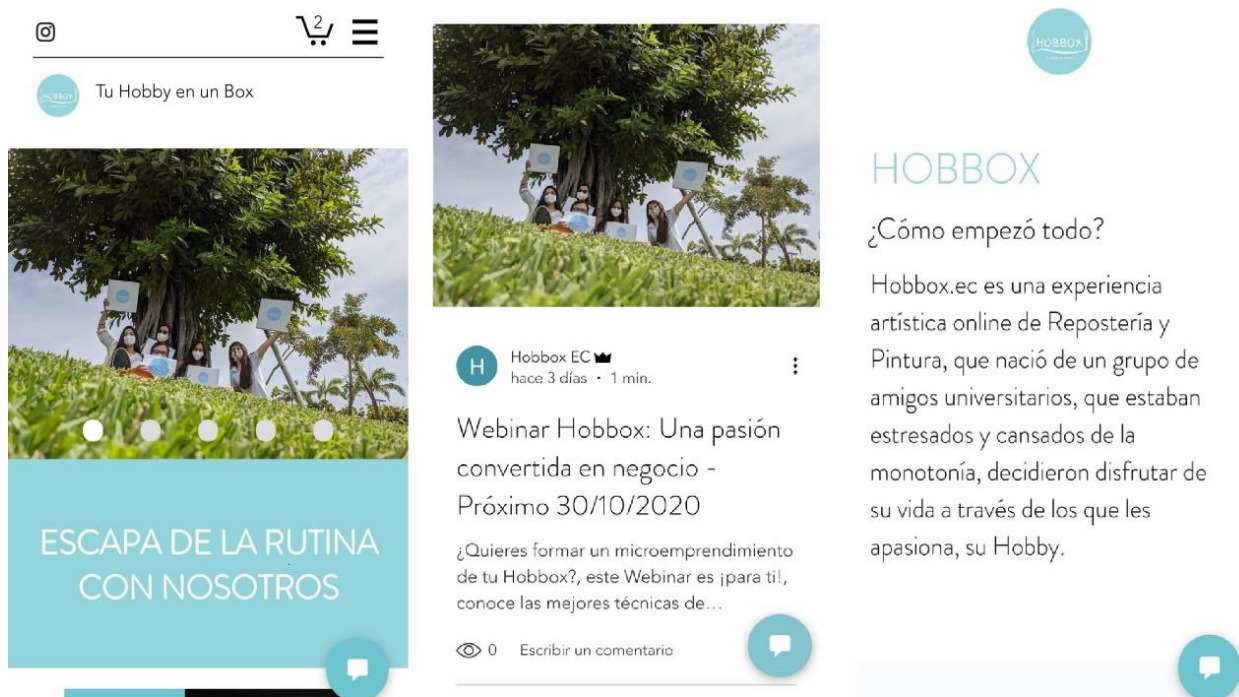 2
HOBBOX
Tu Hobby en un Box
ESCAPA DE LA RUTINA
CON NOSOTROS
H
Hobbox EC
hace 3 días • 1 min.
Webinar Hobbox: Una pasión
convertida en negocio -
Próximo 30/10/2020
¿Quieres formar un microemprendimiento
de tu Hobbox?, este Webinar es ¡para ti!,
conoce las mejores técnicas de...
0 Escribir un comentario
HOBBOX
HOBBOX
¿Cómo empezó todo?
Hobbox.ec es una experiencia
artística online de Repostería y
Pintura, que nació de un grupo de
amigos universitarios, que estaban
estresados y cansados de la
monotonía, decidieron disfrutar de
su vida a través de los que les
apasiona, su Hobby.